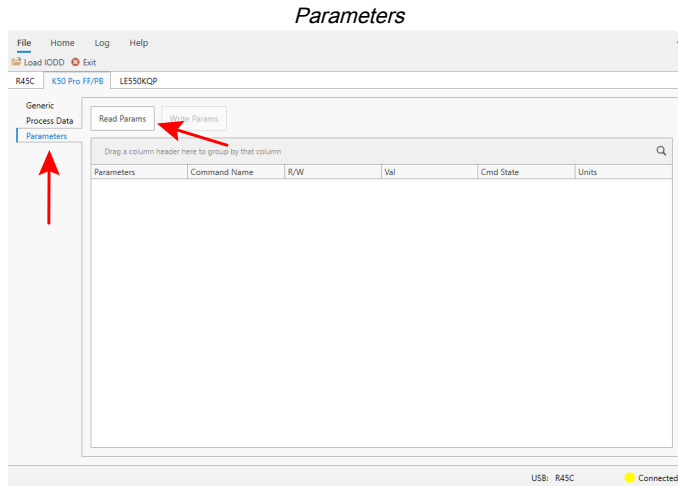 Parameters
File Home Log Help
Load IODD Exit
R45C K50 Pro FF/PB LE550KQP
Generic
Process Data
Parameters
Read Params Write Params
Drag a column header here to group by that column
Parameters Command Name R/W Val Cmd State Units
USB: R45C Connected